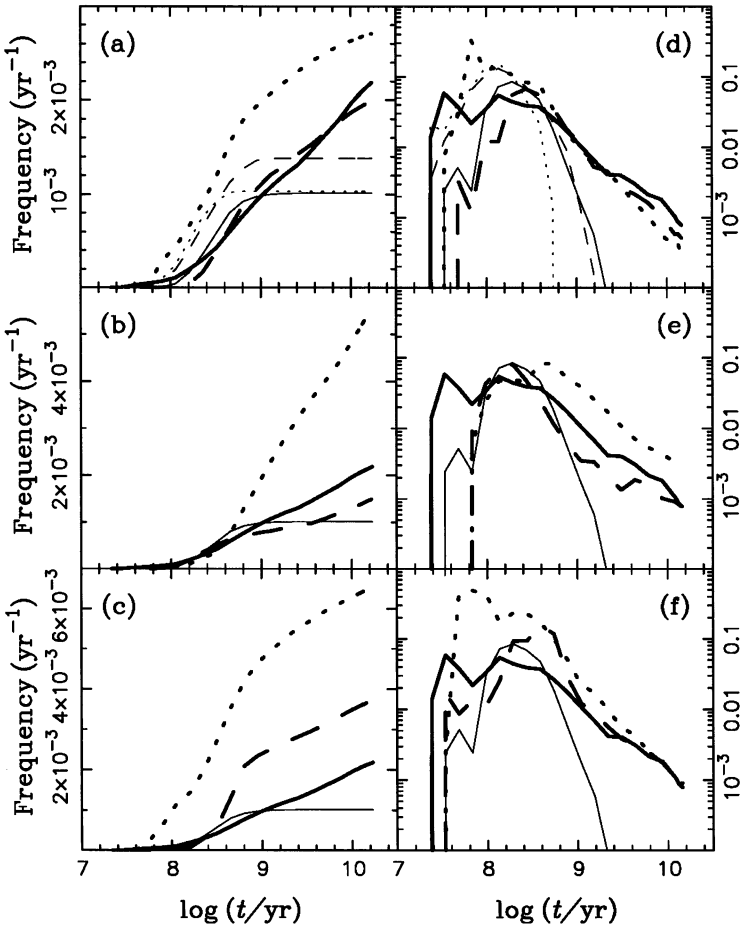 (a)
Frequency (yr⁻¹)
2×10⁻³
10⁻³
(d)
0.1
0.01
10⁻³
(b)
Frequency (yr⁻¹)
4×10⁻³
2×10⁻³
(e)
0.1
0.01
10⁻³
(c)
Frequency (yr⁻¹)
6×10⁻³
4×10⁻³
2×10⁻³
(f)
0.1
0.01
10⁻³
7 8 9 10 7 8 9 10 11
log (t/yr) log (t/yr)